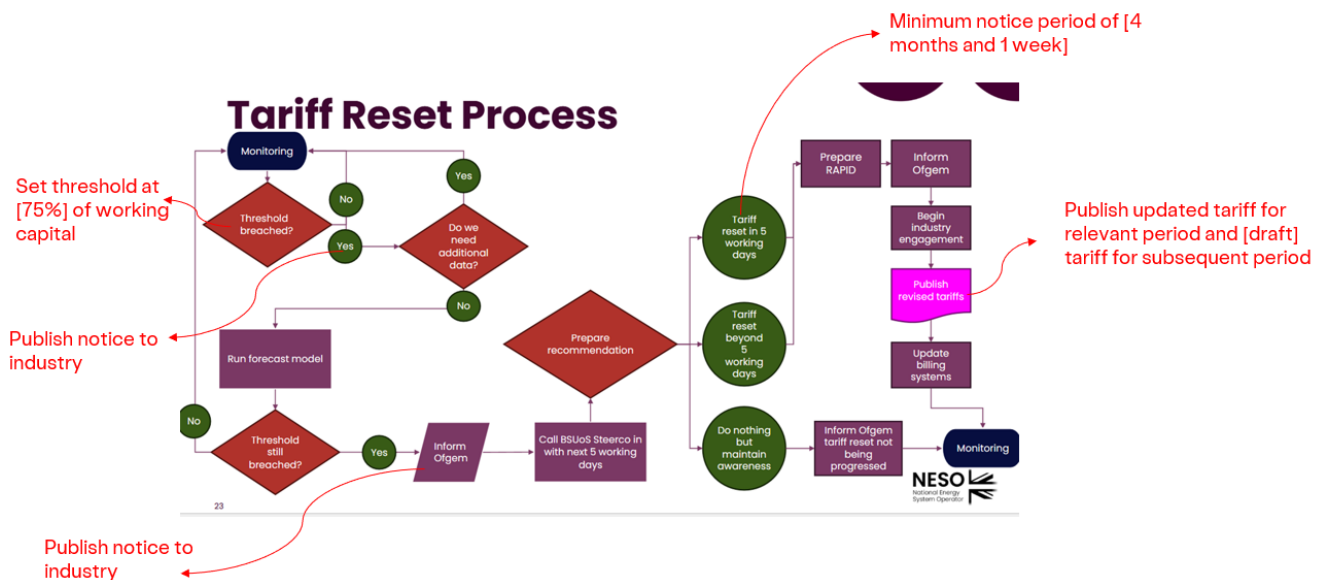 Minimum notice period of [4
months and 1 week]
Tariff Reset Process
Monitoring
Yes
Prepare
RAPID
Inform
Ofgem
Set threshold at
[75%] of working
capital
No
Threshold
breached?
Yes
Do we
need
additional
data?
Tariff
reset in 5
working
days
Begin
industry
engagement
Publish updated tariff for
relevant period and [draft]
tariff for subsequent period
Publish
revised tariffs
No
Publish notice to
industry
Run forecast model
Prepare
recommendation
Tariff
reset
beyond
5
working
days
Update
billing
systems
No
Threshold
still
breached?
Yes
Inform
Ofgem
Call BSUoS Steerco in
with next 5 working
days
Do nothing
but
maintain
awareness
Inform Ofgem
tariff reset not
being
progressed
Monitoring
NESO
National Energy
System Operator
23
Publish notice to
industry